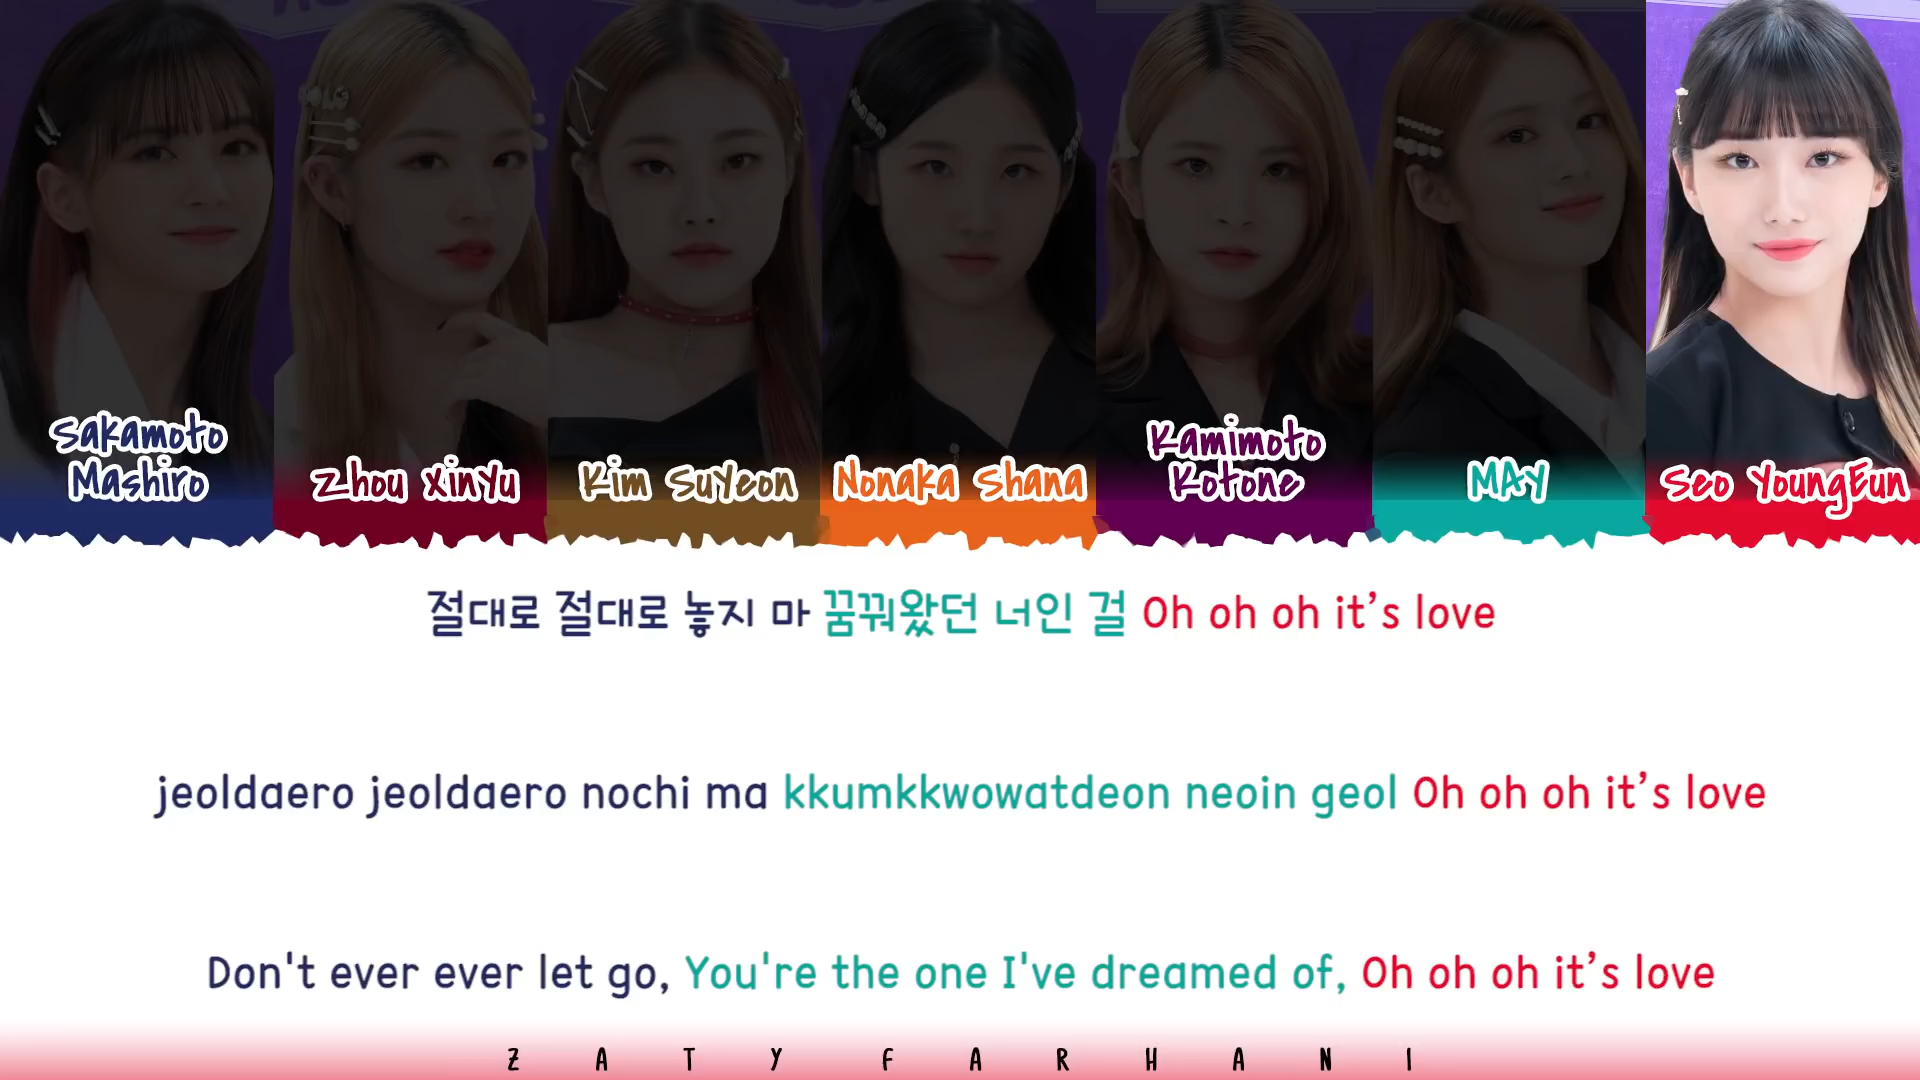 Sakamoto
Mashiro
Zhou XinYu
Kim SuYeon
Nonaka Shana
Kamimoto
Kotone
MAY
Seo YoungEun
절대로 절대로 놓지 마 꿈꿔왔던 너인 걸 Oh oh oh it’s love
jeoldaero jeoldaero nochi ma kkumkkwowatdeon neoin geol Oh oh oh it’s love
Don't ever ever let go, You're the one I've dreamed of, Oh oh oh it’s love
ZATY FARHANI